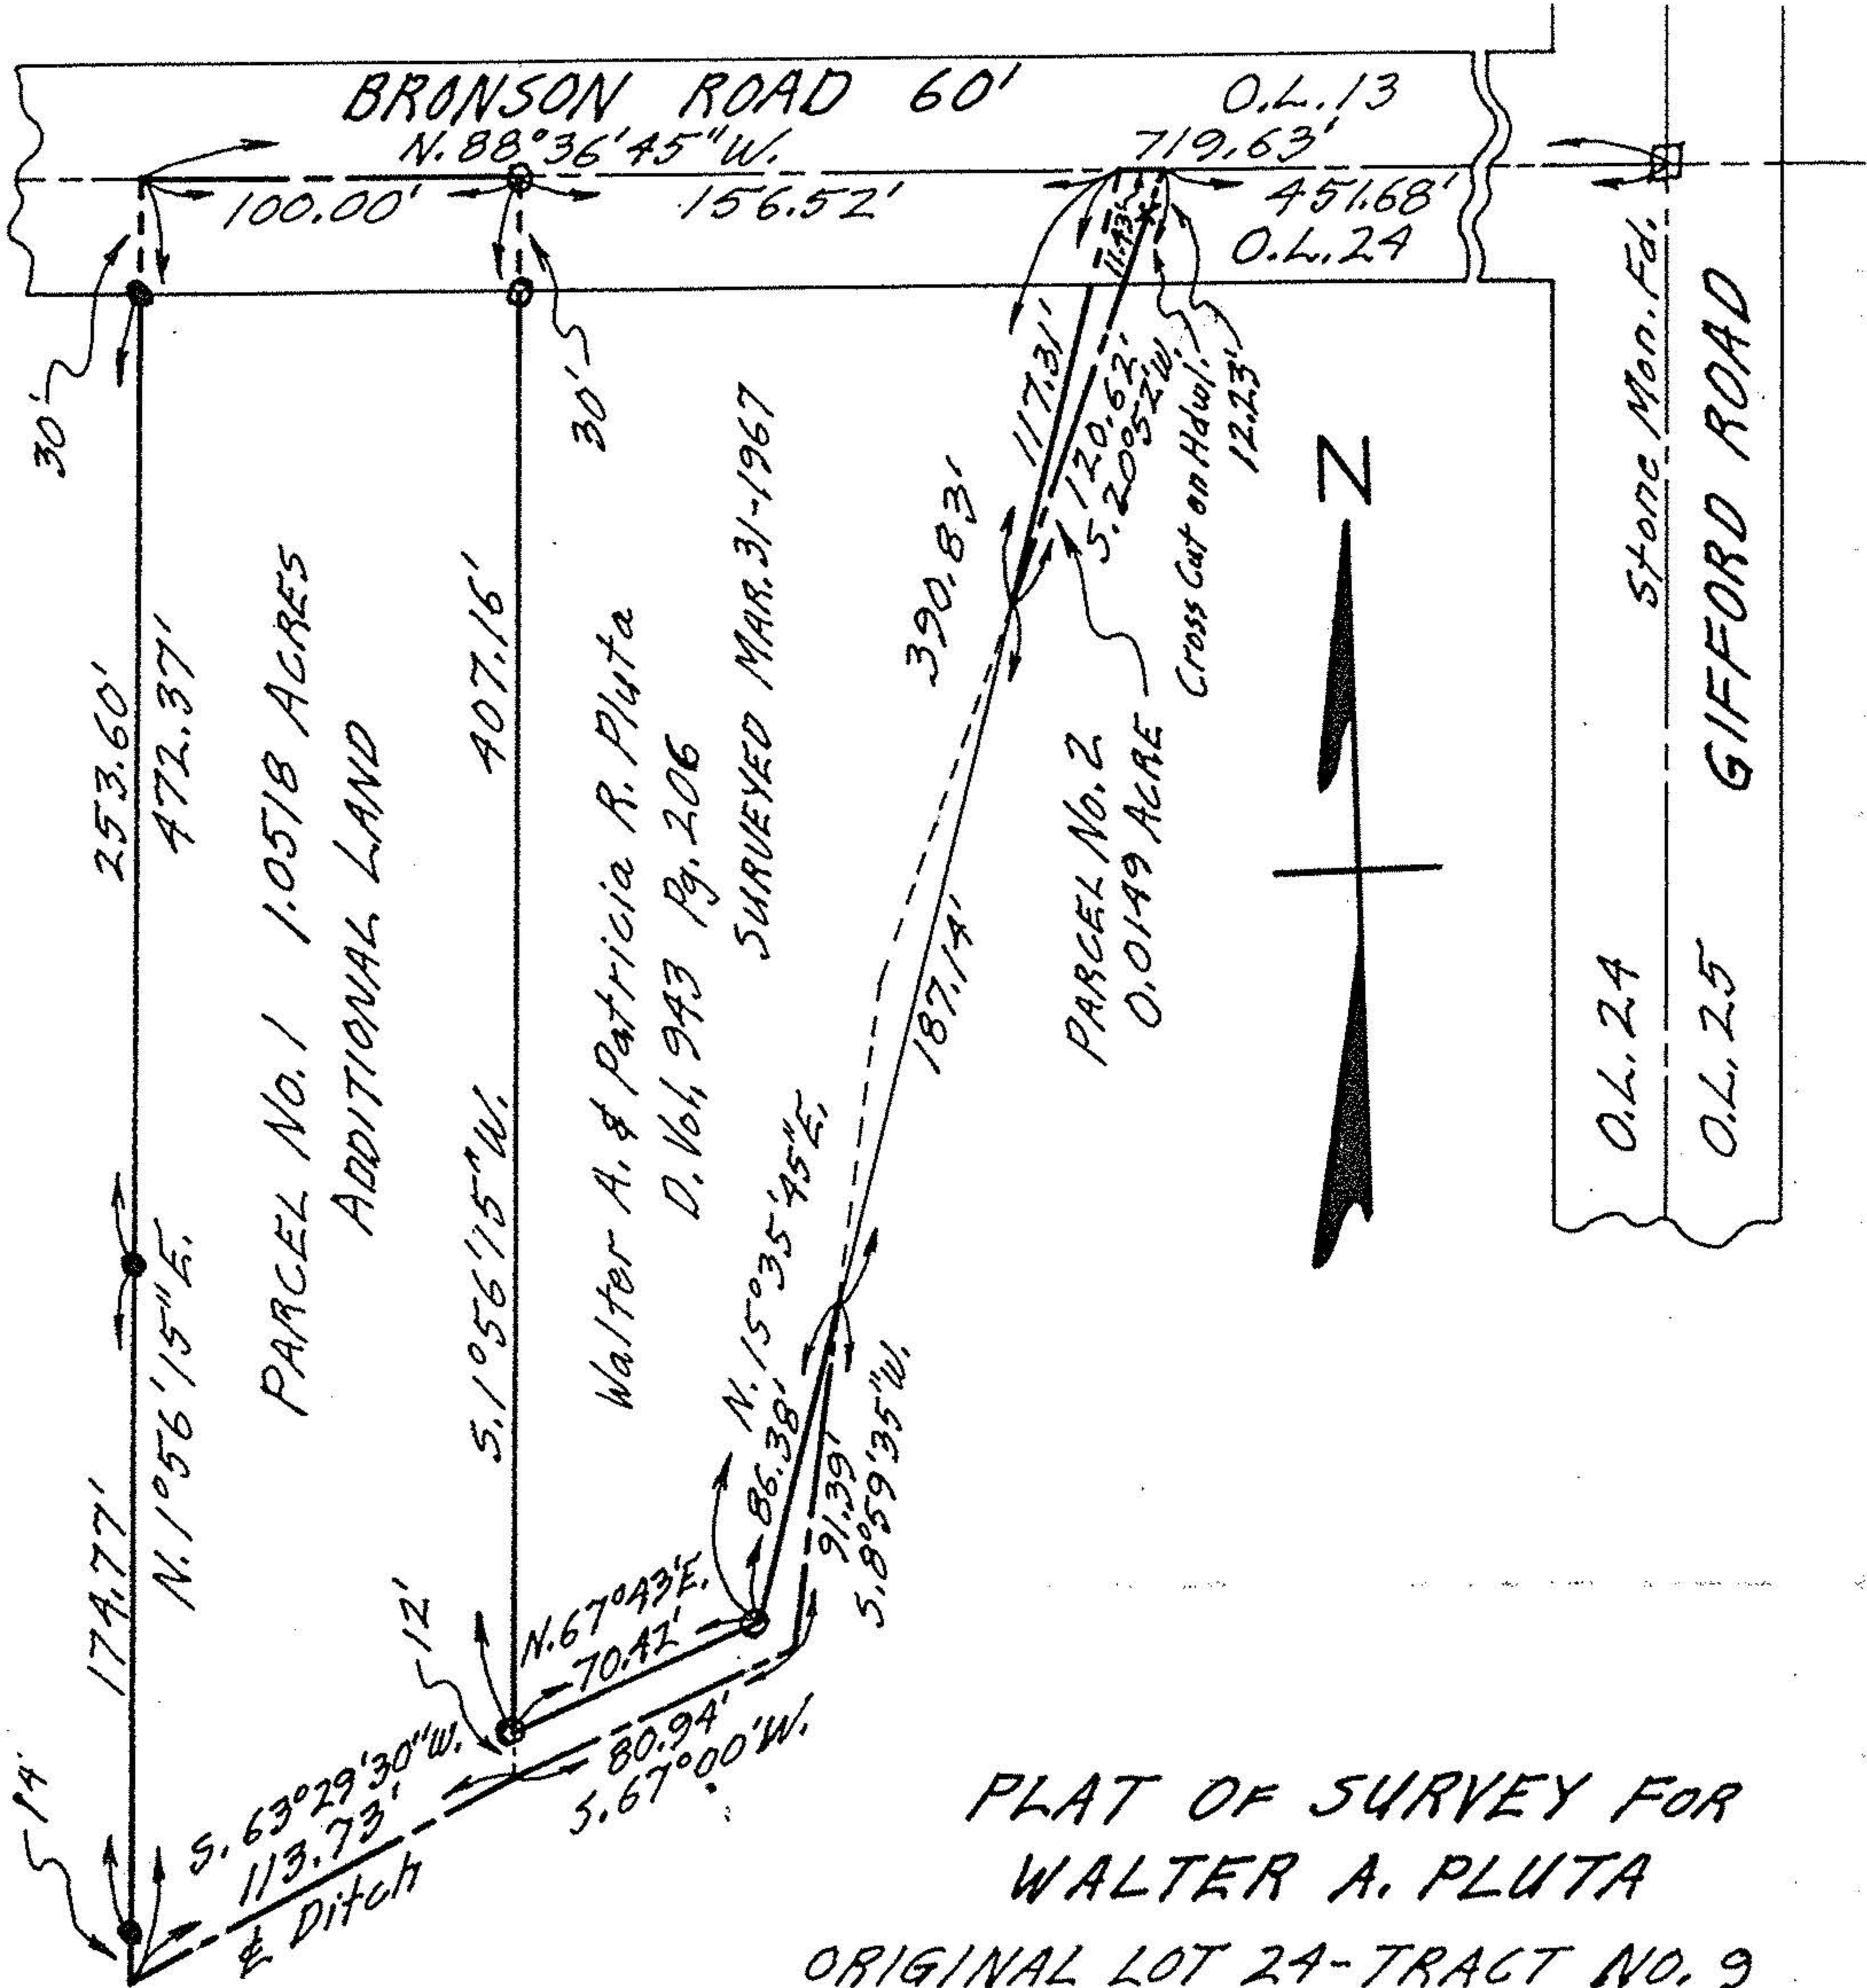 BRONSON ROAD 60'
O.L.13
N.88°36'45"W.
719.63'
100.00'
156.52'
451.68'
O.L.24
11.43'
30'
30'
Stone Mon. Fd.
GIFFORD ROAD
117.31'
120.62'
S.20°52'W.
Cross Cut on Hdwl.
12.23'
N
253.60'
472.37'
PARCEL No.1 1.0518 ACRES
ADDITIONAL LAND
407.16'
S.1°56'15"W.
Walter A. & Patricia R. Pluta
D. Vol. 943 Pg. 206
SURVEYED MAR.31-1967
390.83'
187.14'
PARCEL No. 2
0.0149 ACRE
O.L.24
O.L.25
174.77'
N.1°56'15"E.
N.15°35'45"E.
86.38'
91.39'
S.8°59'35"W.
12'
N.67°43'E.
70.42'
80.94'
S.67°00'W.
14'
S.63°29'30"W.
113.73'
℄ Ditch
PLAT OF SURVEY FOR
WALTER A. PLUTA
ORIGINAL LOT 24-TRACT NO. 9